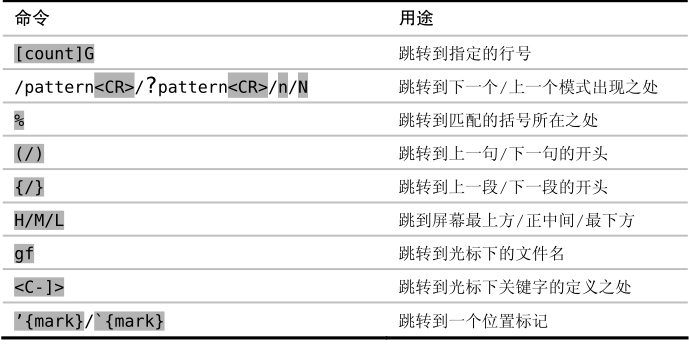 命令 用途
[count]G 跳转到指定的行号
/pattern<CR>/?pattern<CR>/n/N 跳转到下一个/上一个模式出现之处
% 跳转到匹配的括号所在之处
(/) 跳转到上一句/下一句的开头
{/} 跳转到上一段/下一段的开头
H/M/L 跳到屏幕最上方/正中间/最下方
gf 跳转到光标下的文件名
<C-]> 跳转到光标下关键字的定义之处
’{mark}/`{mark} 跳转到一个位置标记